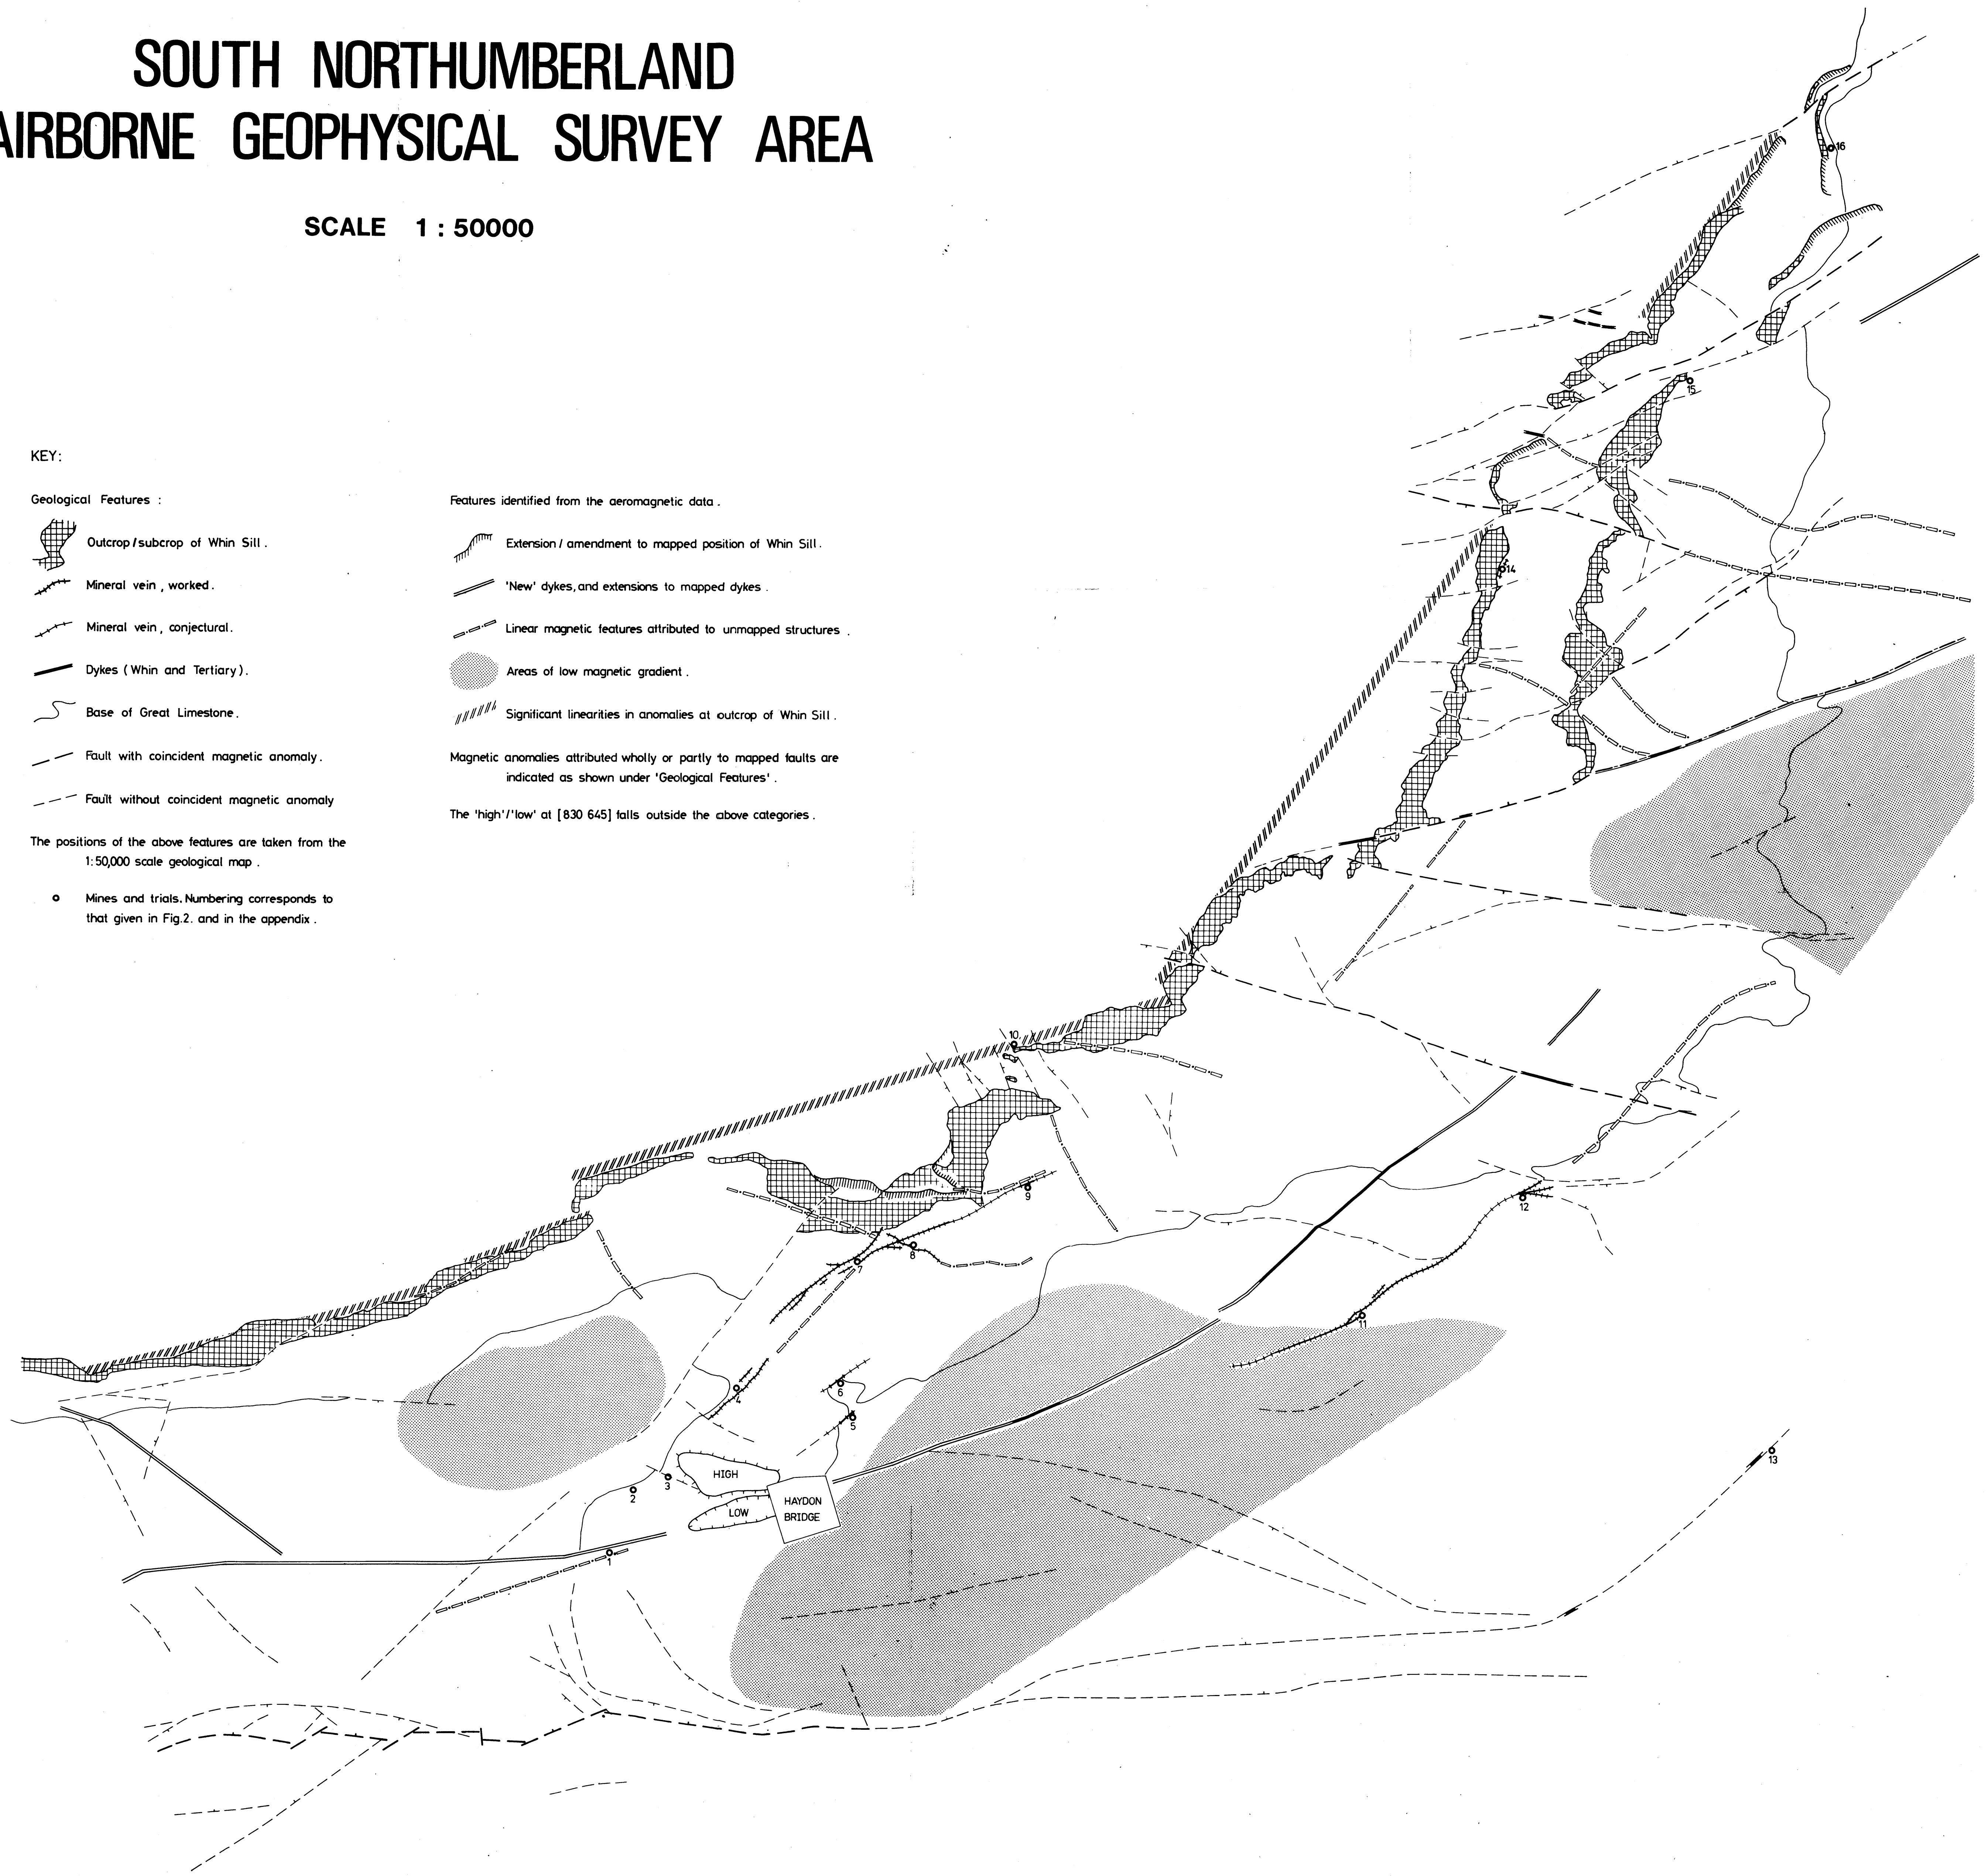 SOUTH NORTHUMBERLAND
AIRBORNE GEOPHYSICAL SURVEY AREA
SCALE 1 : 50000
KEY:
Geological Features :
Outcrop / subcrop of Whin Sill .
Mineral vein , worked .
Mineral vein , conjectural .
Dykes ( Whin and Tertiary ) .
Base of Great Limestone .
Fault with coincident magnetic anomaly .
Fault without coincident magnetic anomaly
The positions of the above features are taken from the
1:50,000 scale geological map .
Mines and trials. Numbering corresponds to
that given in Fig.2. and in the appendix .
Features identified from the aeromagnetic data .
Extension / amendment to mapped position of Whin Sill .
'New' dykes, and extensions to mapped dykes .
Linear magnetic features attributed to unmapped structures .
Areas of low magnetic gradient .
Significant linearities in anomalies at outcrop of Whin Sill .
Magnetic anomalies attributed wholly or partly to mapped faults are
indicated as shown under 'Geological Features' .
The 'high'/'low' at [830 645] falls outside the above categories .
16
15
14
10
9
12
8
7
11
6
4
5
13
HIGH
3
2
LOW
HAYDON
BRIDGE
1